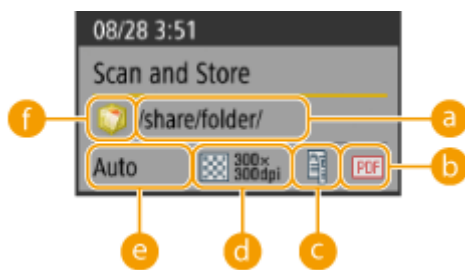 08/28 3:51
Scan and Store
f /share/folder/ a
Auto 300×
300dpi PDF b
e d c